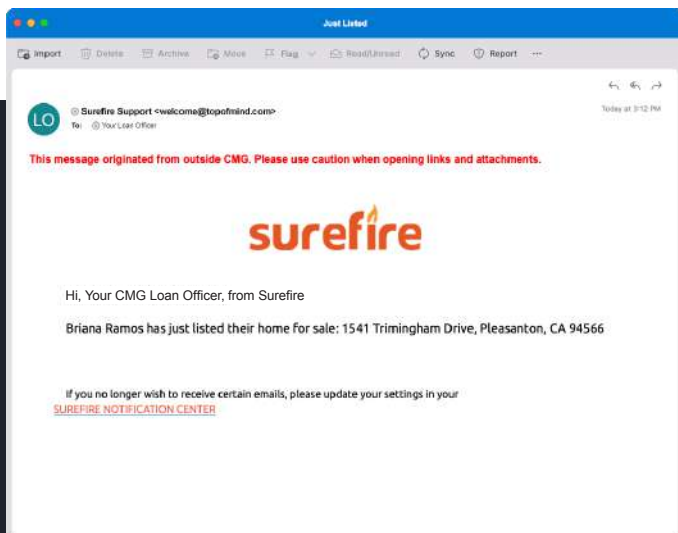 Just Listed
Import Delete Archive Move Flag Read/Unread Sync Report ...
LO
Surefire Support <welcome@topofmind.com>
Today at 3:12 PM
To: Your Loan Officer
This message originated from outside CMG. Please use caution when opening links and attachments.
surefire
Hi, Your CMG Loan Officer, from Surefire
Briana Ramos has just listed their home for sale: 1541 Trimingham Drive, Pleasanton, CA 94566
If you no longer wish to receive certain emails, please update your settings in your
SUREFIRE NOTIFICATION CENTER